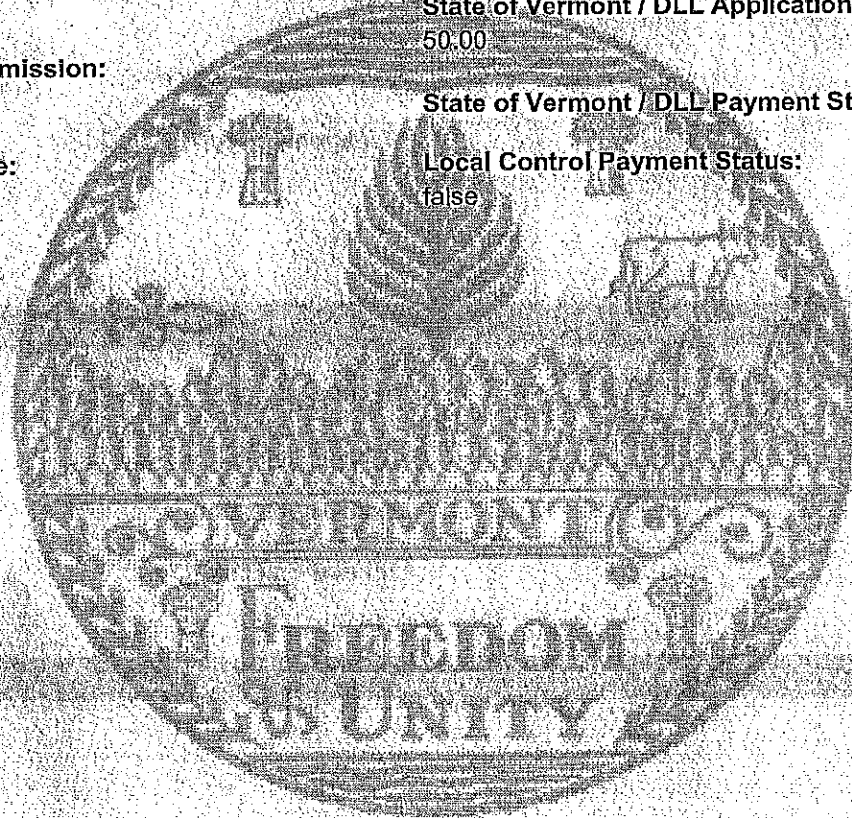 State of Vermont / DLL Application
50.00
mission:
State of Vermont / DLL Payment St
e:
Local Control Payment Status:
false
VERMONT
FREEDOM
& UNITY